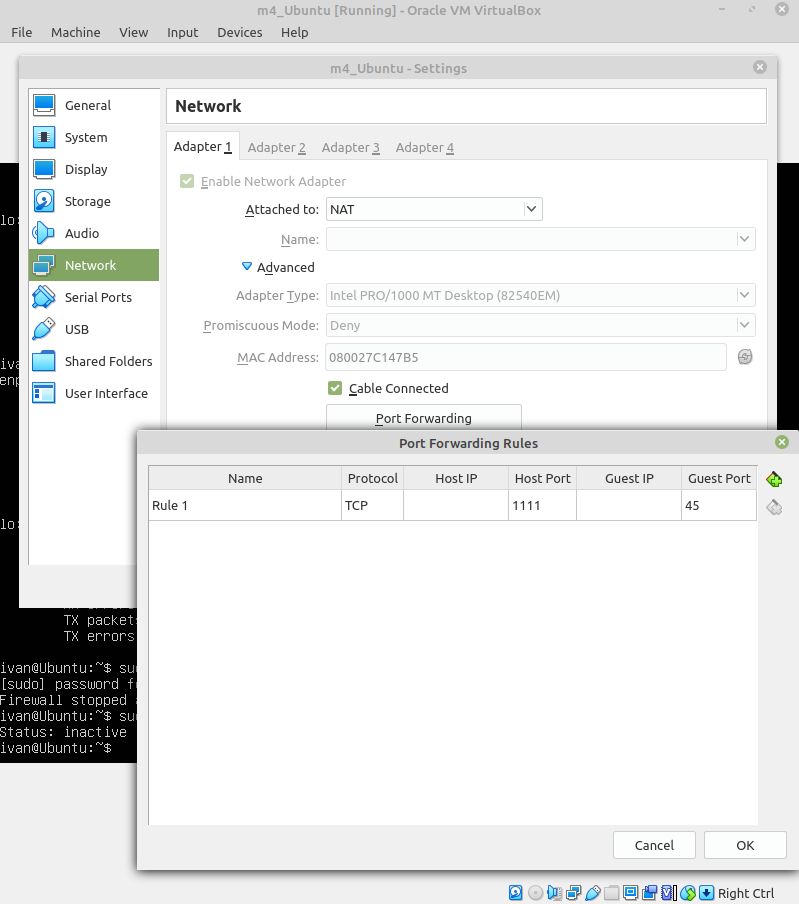 m4_Ubuntu [Running] - Oracle VM VirtualBox
File Machine View Input Devices Help
m4_Ubuntu - Settings
General
System
Display
Storage
Audio
Network
Serial Ports
USB
Shared Folders
User Interface
Network
Adapter 1 Adapter 2 Adapter 3 Adapter 4
Enable Network Adapter
Attached to: NAT
Name:
Advanced
Adapter Type: Intel PRO/1000 MT Desktop (82540EM)
Promiscuous Mode: Deny
MAC Address: 080027C147B5
Cable Connected
Port Forwarding
Port Forwarding Rules
Name Protocol Host IP Host Port Guest IP Guest Port
Rule 1 TCP 1111 45
Cancel OK
lo:
iva
enp
lo:
TX packets
TX errors
ivan@Ubuntu:~$ su
[sudo] password f
Firewall stopped
ivan@Ubuntu:~$ su
Status: inactive
ivan@Ubuntu:~$
Right Ctrl